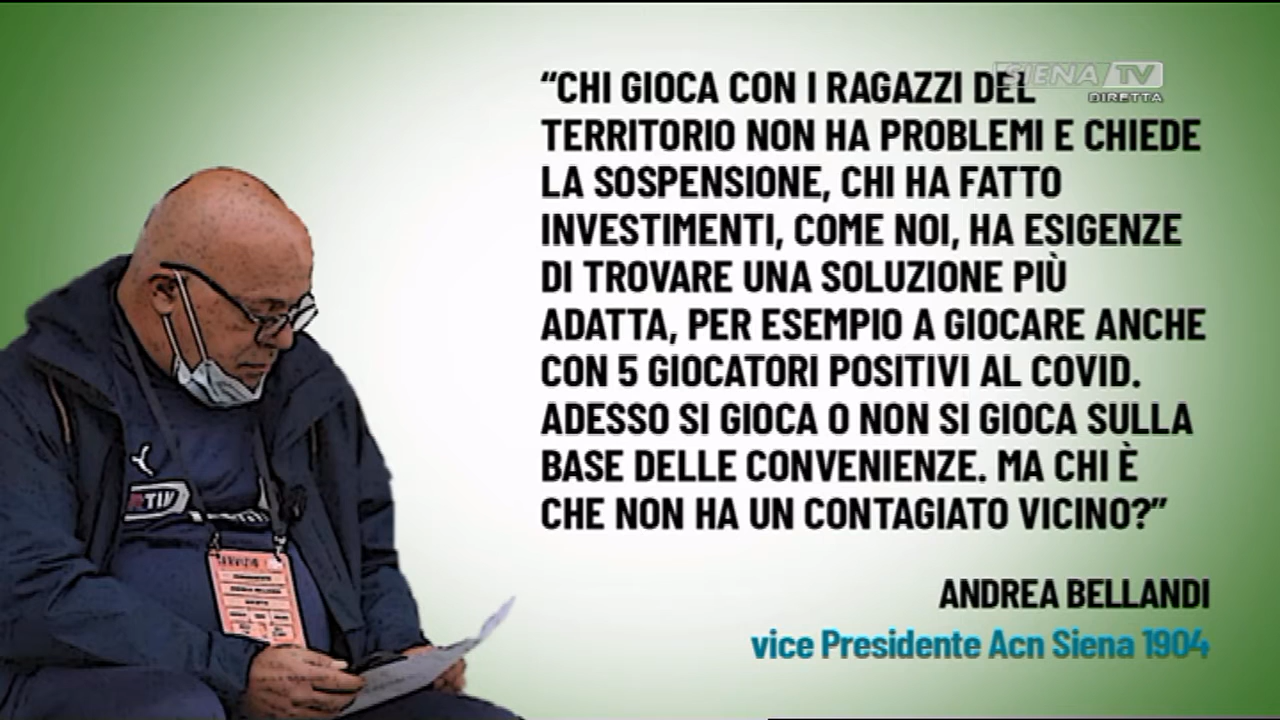 SIENA TV
DIRETTA
“CHI GIOCA CON I RAGAZZI DEL
TERRITORIO NON HA PROBLEMI E CHIEDE
LA SOSPENSIONE, CHI HA FATTO
INVESTIMENTI, COME NOI, HA ESIGENZE
DI TROVARE UNA SOLUZIONE PIÙ
ADATTA, PER ESEMPIO A GIOCARE ANCHE
CON 5 GIOCATORI POSITIVI AL COVID.
ADESSO SI GIOCA O NON SI GIOCA SULLA
BASE DELLE CONVENIENZE. MA CHI È
CHE NON HA UN CONTAGIATO VICINO?”
ANDREA BELLANDI
vice Presidente Acn Siena 1904
SERVIZIO